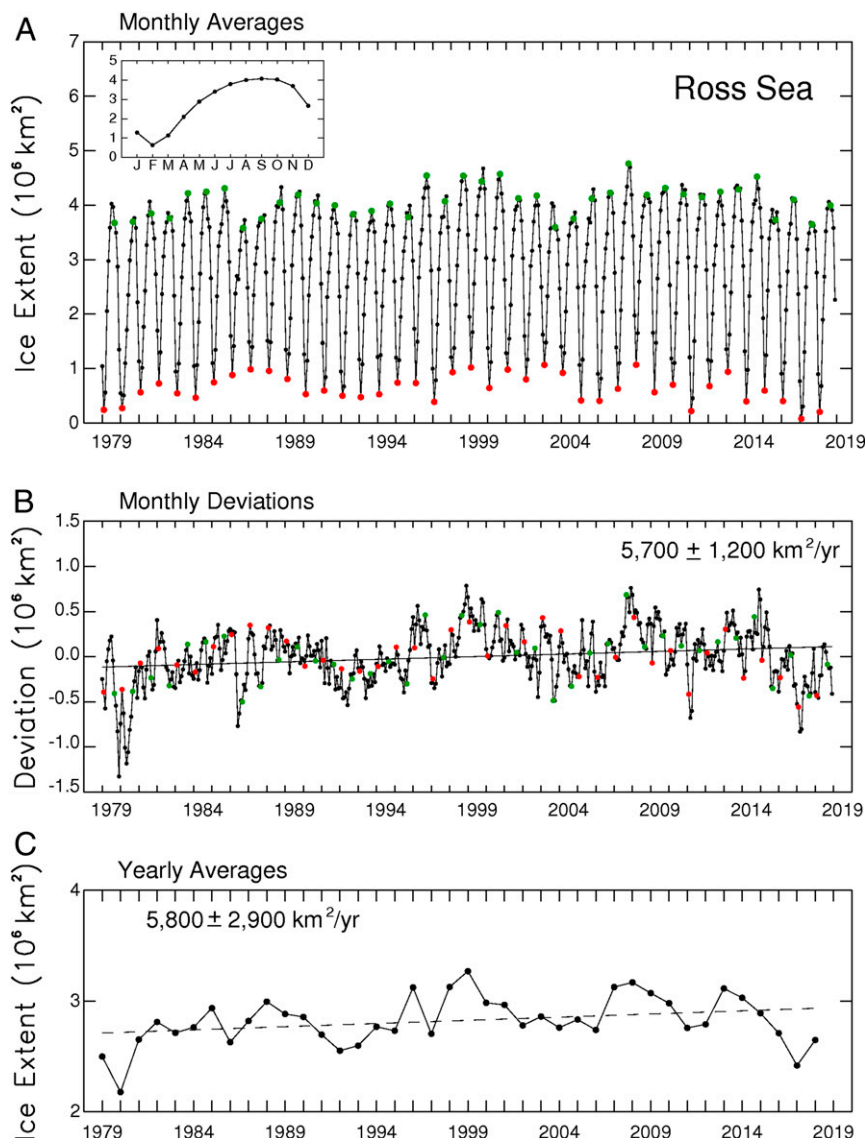 A
Monthly Averages
7
6
5
4
3
2
1
0
Ice Extent (10⁶ km²)
5
4
3
2
1
0
J F M A M J J A S O N D
Ross Sea
1979 1984 1989 1994 1999 2004 2009 2014 2019
B
Monthly Deviations
1.5
1.0
0.5
0.0
-0.5
-1.0
-1.5
Deviation (10⁶ km²)
5,700 ± 1,200 km²/yr
1979 1984 1989 1994 1999 2004 2009 2014 2019
C
Yearly Averages
4
3
2
Ice Extent (10⁶ km²)
5,800 ± 2,900 km²/yr
1979 1984 1989 1994 1999 2004 2009 2014 2019